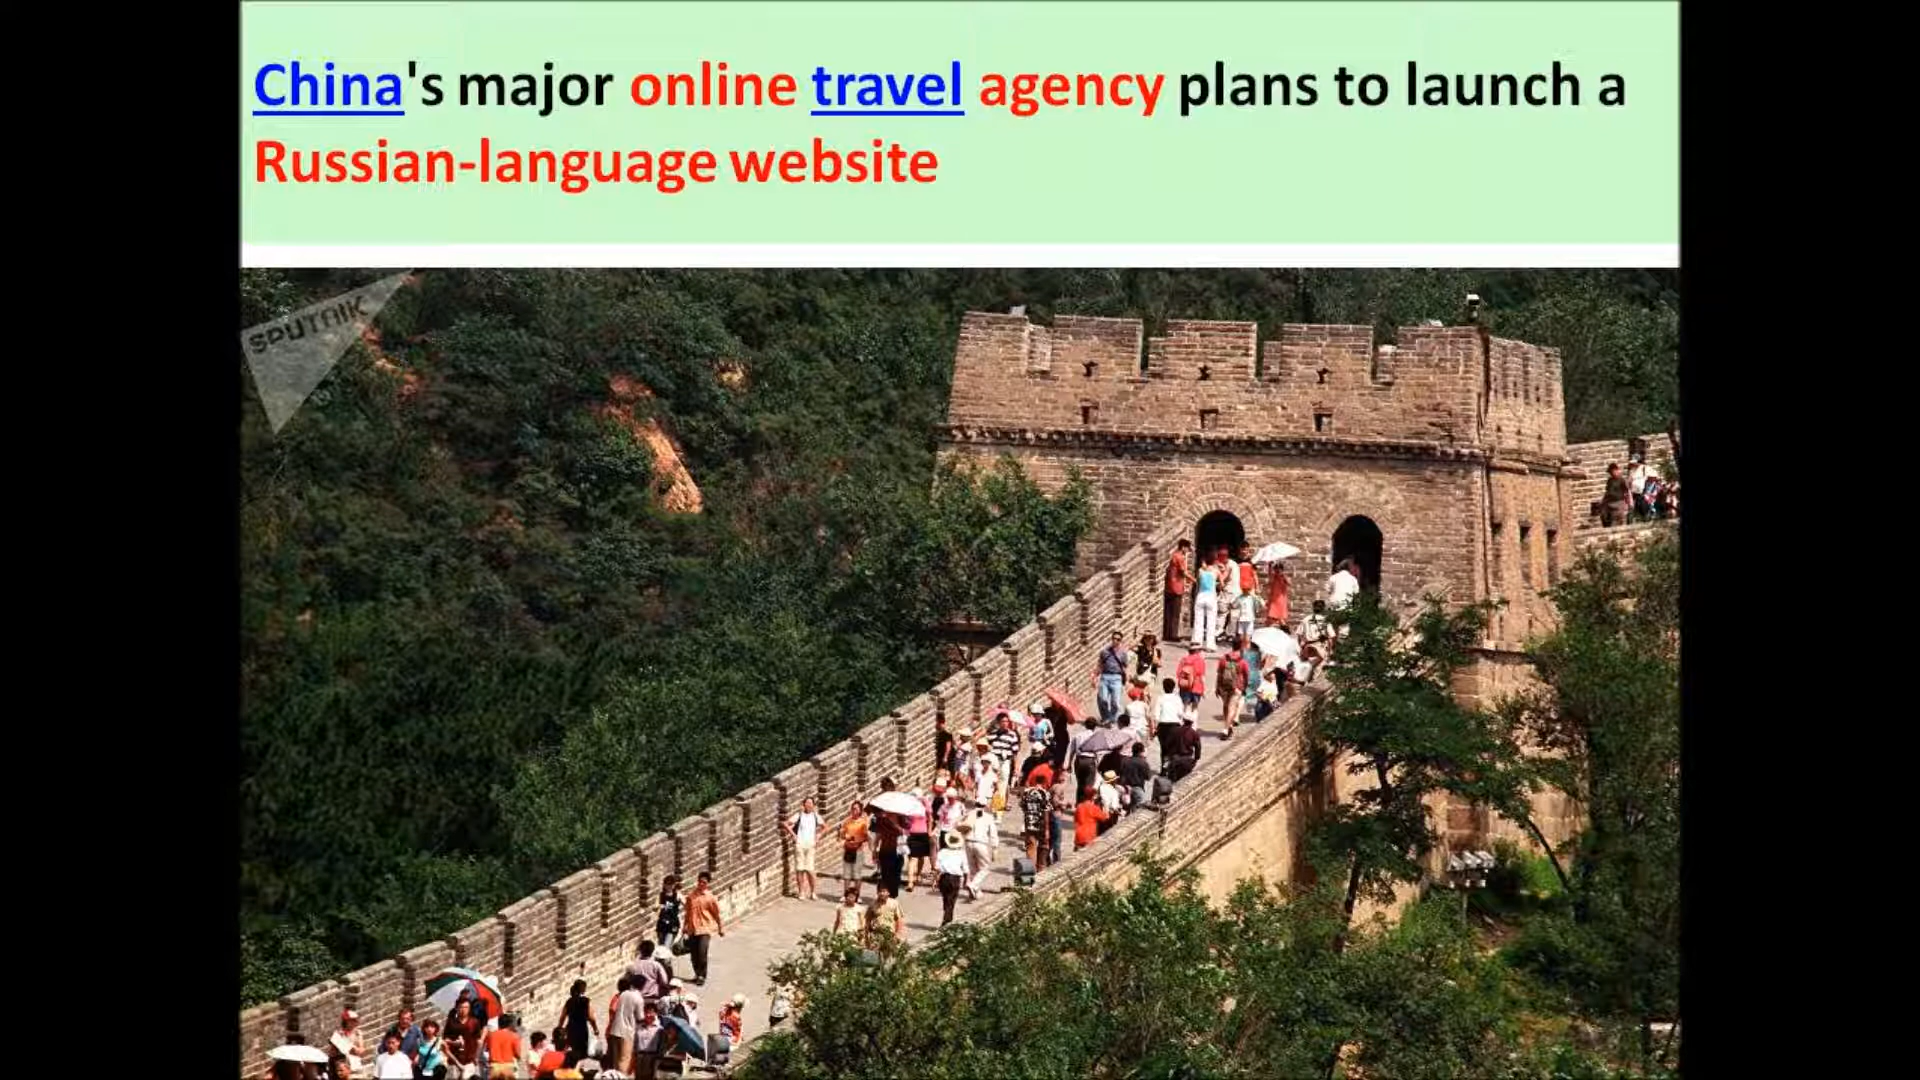 China's major online travel agency plans to launch a
Russian-language website
SPUTNIK